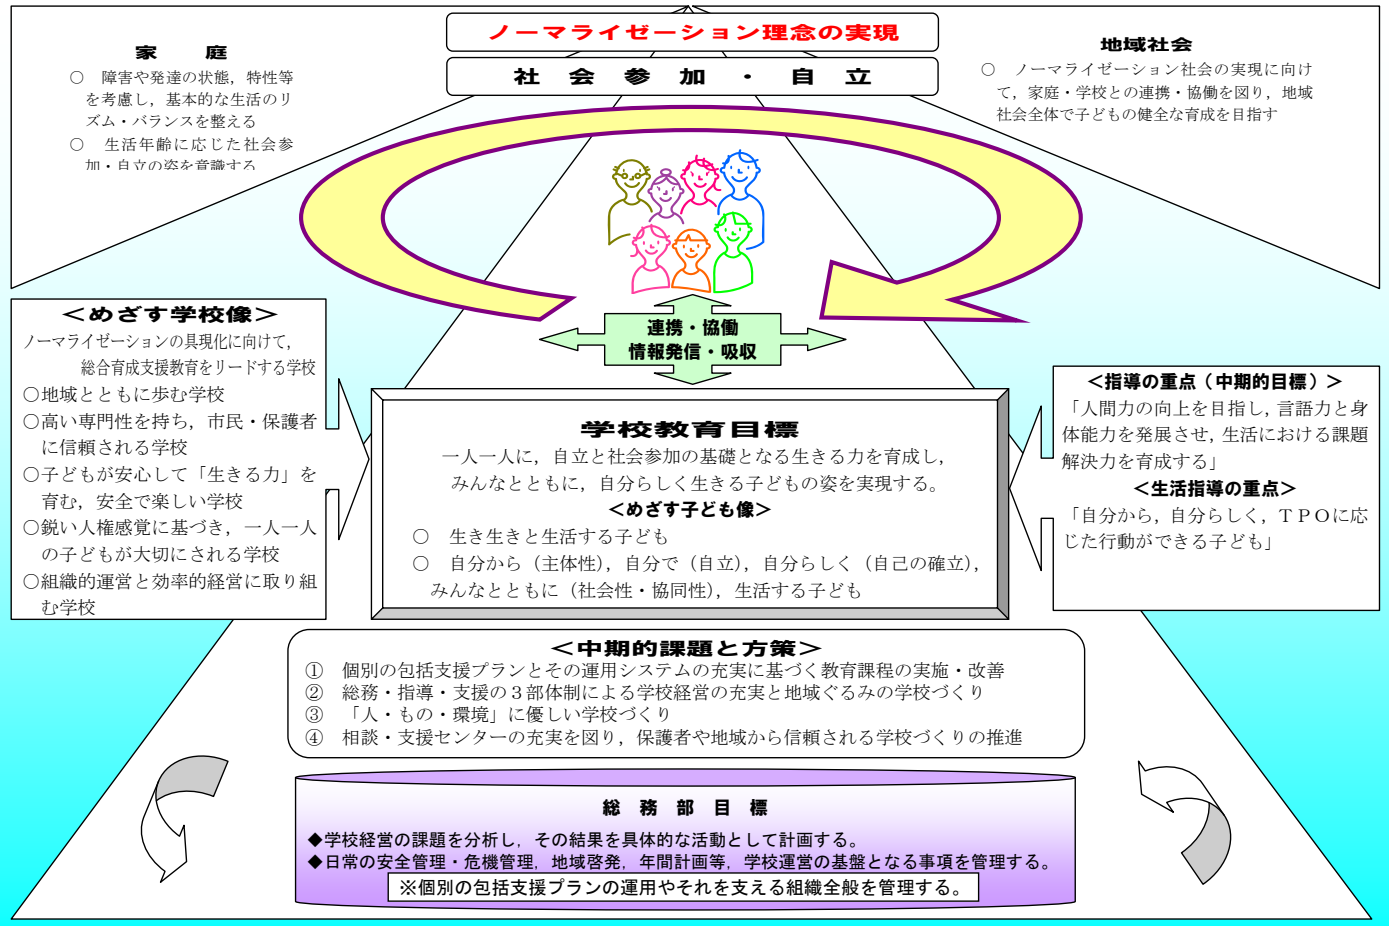 ノーマライゼーション理念の実現
社会参加・自立
家　庭
○　障害や発達の状態，特性等
を考慮し，基本的な生活のリ
ズム・バランスを整える
○　生活年齢に応じた社会参
加・自立の姿を意識する
地域社会
○　ノーマライゼーション社会の実現に向け
て，家庭・学校との連携・協働を図り，地域
社会全体で子どもの健全な育成を目指す
連携・協働
情報発信・吸収
＜めざす学校像＞
ノーマライゼーションの具現化に向けて，
総合育成支援教育をリードする学校
○地域とともに歩む学校
○高い専門性を持ち，市民・保護者
に信頼される学校
○子どもが安心して「生きる力」を
育む，安全で楽しい学校
○鋭い人権感覚に基づき，一人一人
の子どもが大切にされる学校
○組織的運営と効率的経営に取り組
む学校
学校教育目標
一人一人に，自立と社会参加の基礎となる生きる力を育成し，
みんなとともに，自分らしく生きる子どもの姿を実現する。
＜めざす子ども像＞
○　生き生きと生活する子ども
○　自分から（主体性），自分で（自立），自分らしく（自己の確立），
みんなとともに（社会性・協同性），生活する子ども
＜指導の重点（中期的目標）＞
「人間力の向上を目指し，言語力と身
体能力を発展させ，生活における課題
解決力を育成する」
＜生活指導の重点＞
「自分から，自分らしく，ＴＰＯに応
じた行動ができる子ども」
＜中期的課題と方策＞
①　個別の包括支援プランとその運用システムの充実に基づく教育課程の実施・改善
②　総務・指導・支援の３部体制による学校経営の充実と地域ぐるみの学校づくり
③　「人・もの・環境」に優しい学校づくり
④　相談・支援センターの充実を図り，保護者や地域から信頼される学校づくりの推進
総務部目標
◆学校経営の課題を分析し，その結果を具体的な活動として計画する。
◆日常の安全管理・危機管理，地域啓発，年間計画等，学校運営の基盤となる事項を管理する。
※個別の包括支援プランの運用やそれを支える組織全般を管理する。